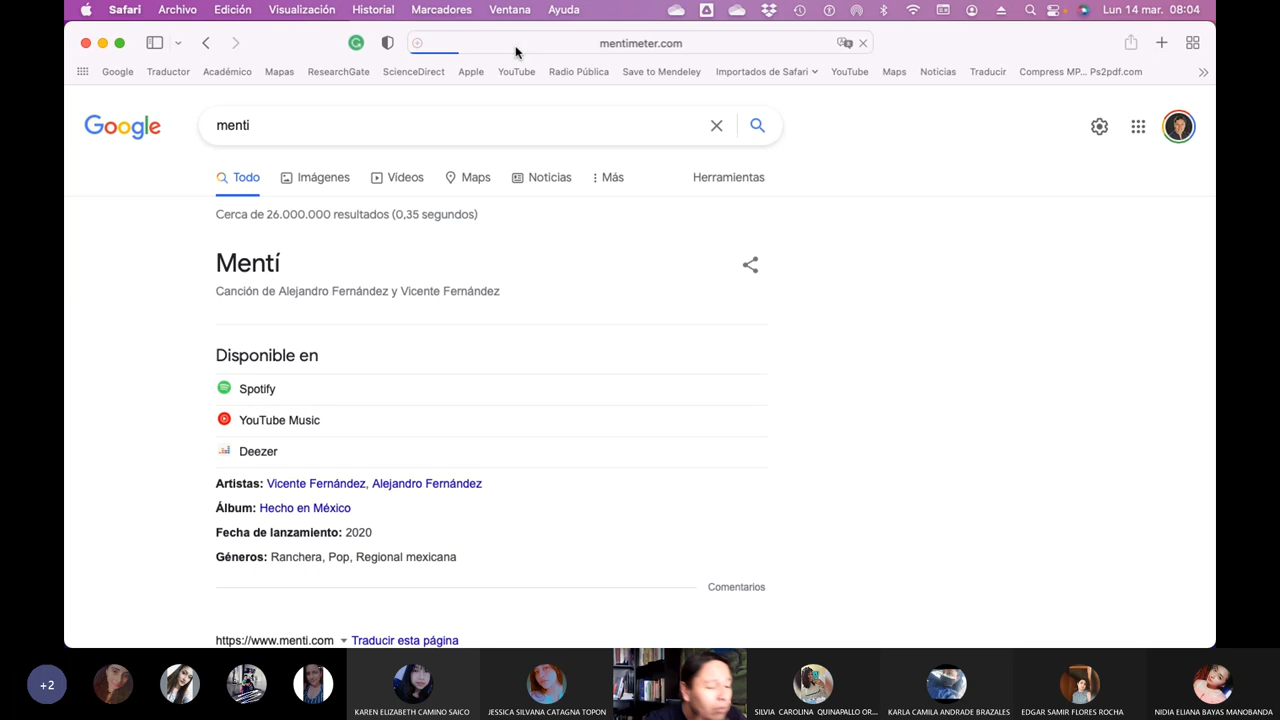 Safari Archivo Edición Visualización Historial Marcadores Ventana Ayuda Lun 14 mar. 08:04
mentimeter.com
Google Traductor Académico Mapas ResearchGate ScienceDirect Apple YouTube Radio Pública Save to Mendeley Importados de Safari YouTube Maps Noticias Traducir Compress MP... Ps2pdf.com
Google
menti
Todo Imágenes Vídeos Maps Noticias Más Herramientas
Cerca de 26.000.000 resultados (0,35 segundos)
Mentí
Canción de Alejandro Fernández y Vicente Fernández
Disponible en
Spotify
YouTube Music
Deezer
Artistas: Vicente Fernández, Alejandro Fernández
Álbum: Hecho en México
Fecha de lanzamiento: 2020
Géneros: Ranchera, Pop, Regional mexicana
Comentarios
https://www.menti.com Traducir esta página
+2
KAREN ELIZABETH CAMINO SAICO JESSICA SILVANA CATAGNA TOPON SILVIA CAROLINA QUINAPALLO OR... KARLA CAMILA ANDRADE BRAZALES EDGAR SAMIR FLORES ROCHA NIDIA ELIANA BAYAS MANOBANDA